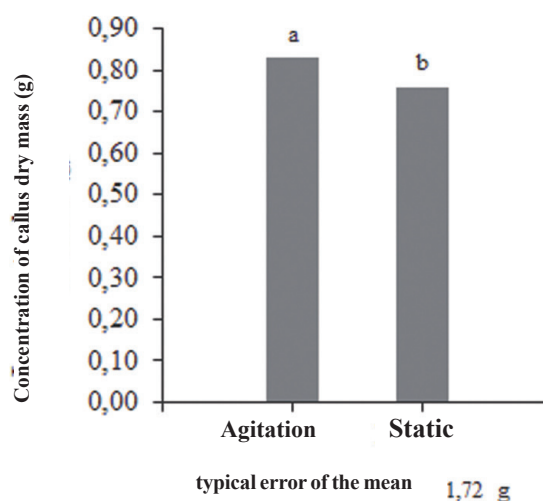 Concentration of callus dry mass (g)
0,90
0,80
0,70
0,60
0,50
0,40
0,30
0,20
0,10
0,00
a
b
Agitation
Static
typical error of the mean 1,72 g